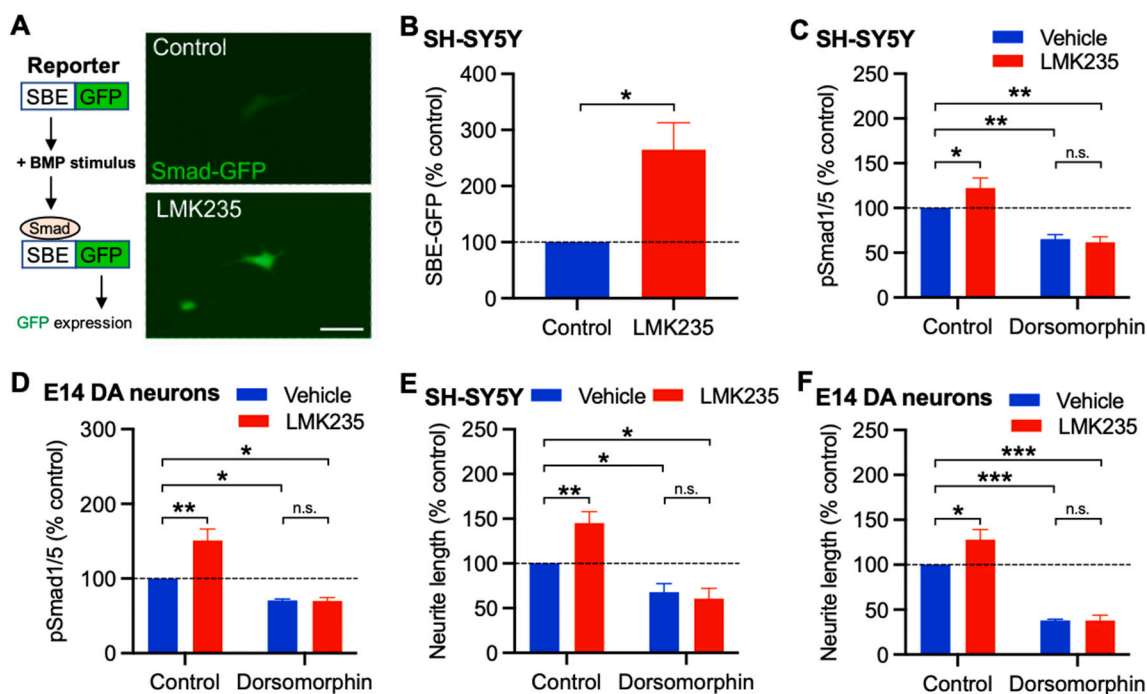 A
Reporter
SBE GFP
+ BMP stimulus
Smad
SBE GFP
GFP expression
Control
Smad-GFP
LMK235
B SH-SY5Y
SBE-GFP (% control)
400
300
200
100
0
*
Control LMK235
C SH-SY5Y
Vehicle
LMK235
pSmad1/5 (% control)
250
200
150
100
50
0
**
**
*
n.s.
Control Dorsomorphin
D E14 DA neurons
Vehicle
LMK235
pSmad1/5 (% control)
300
200
150
100
50
0
*
*
**
n.s.
Control Dorsomorphin
E SH-SY5Y
Vehicle LMK235
Neurite length (% control)
250
200
150
100
50
0
*
*
**
n.s.
Control Dorsomorphin
F E14 DA neurons
Vehicle
LMK235
Neurite length (% control)
250
200
150
100
50
0
***
***
*
n.s.
Control Dorsomorphin